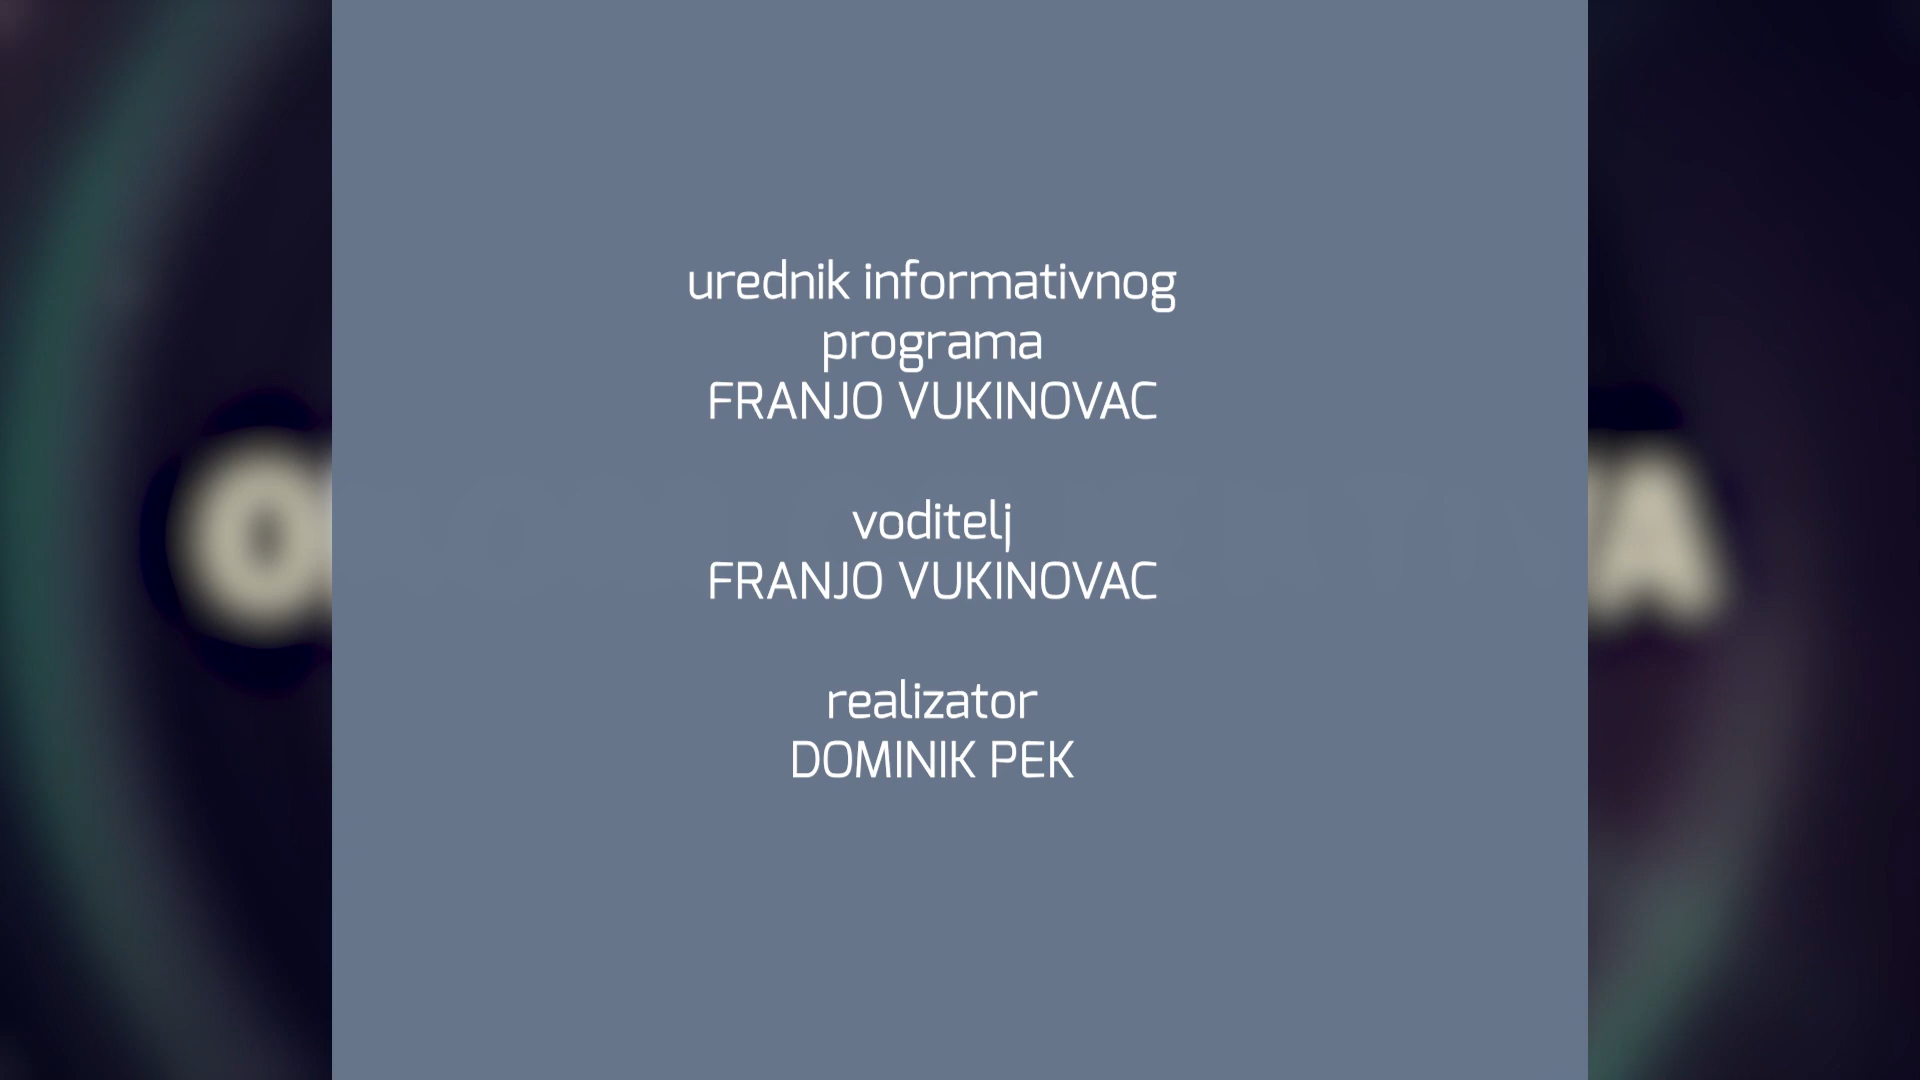 urednik informativnog
programa
FRANJO VUKINOVAC
voditelj
FRANJO VUKINOVAC
realizator
DOMINIK PEK